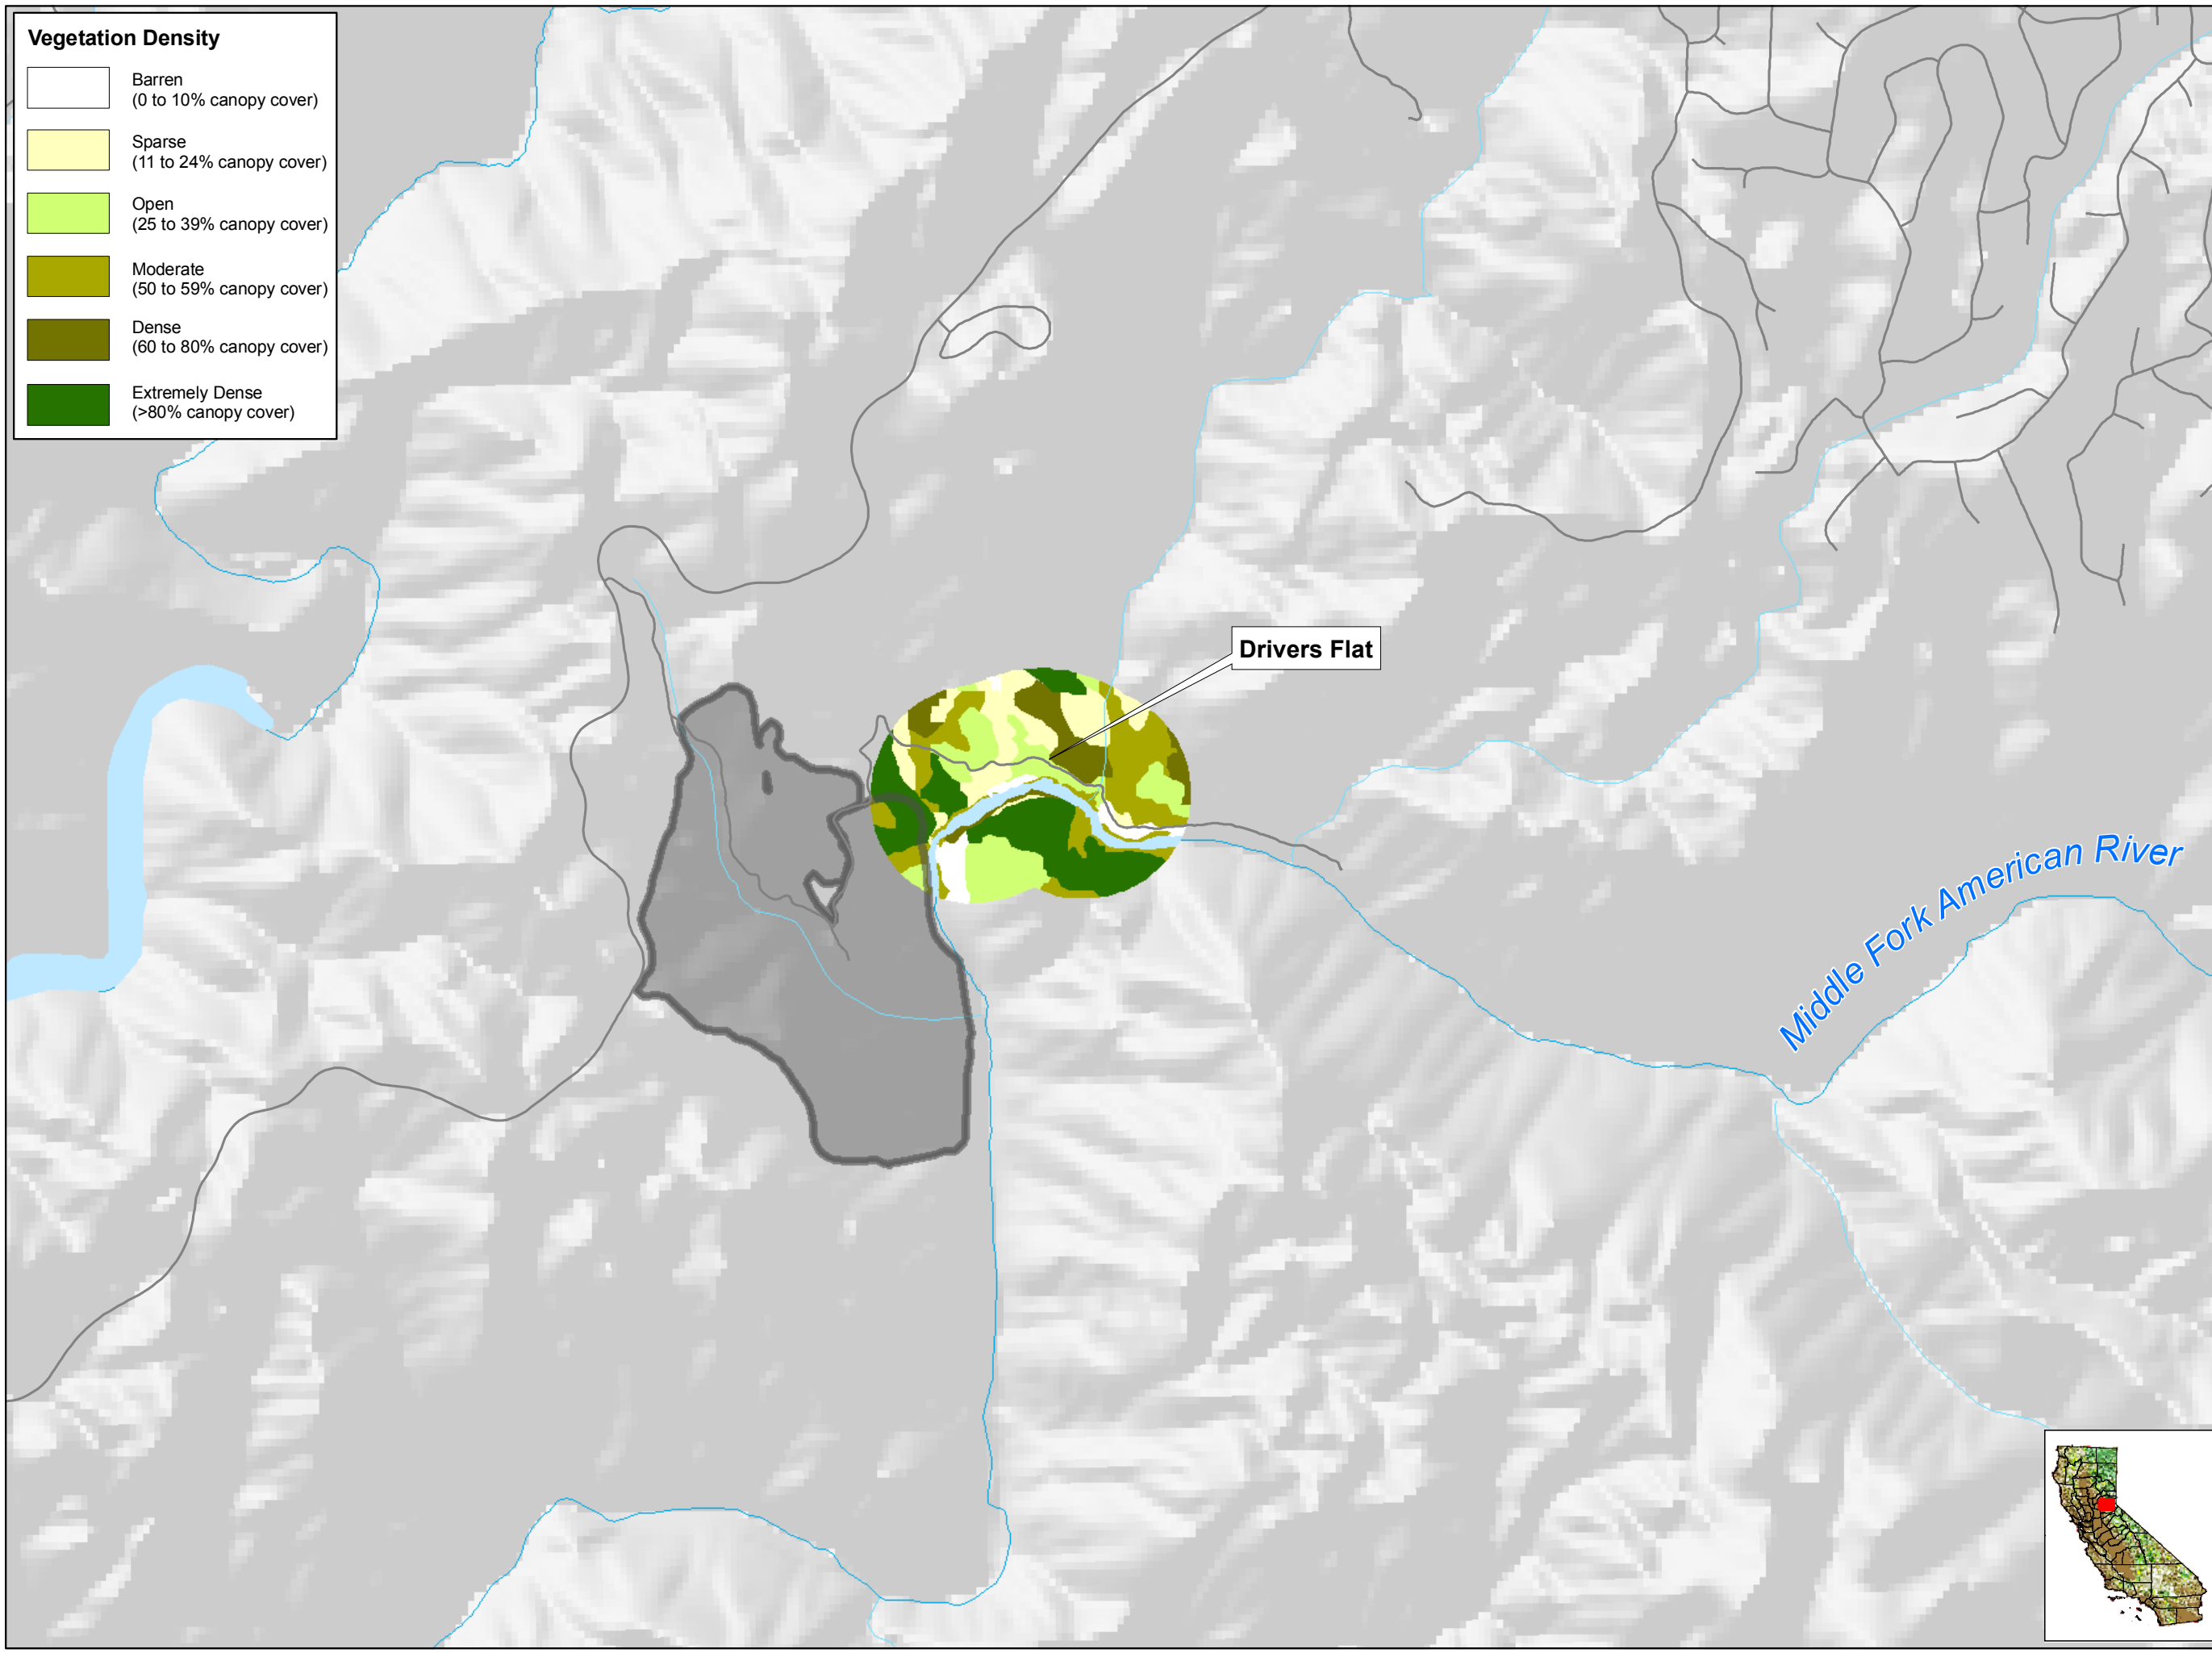 Vegetation Density
Barren
(0 to 10% canopy cover)
Sparse
(11 to 24% canopy cover)
Open
(25 to 39% canopy cover)
Moderate
(50 to 59% canopy cover)
Dense
(60 to 80% canopy cover)
Extremely Dense
(>80% canopy cover)
Drivers Flat
Middle Fork American River